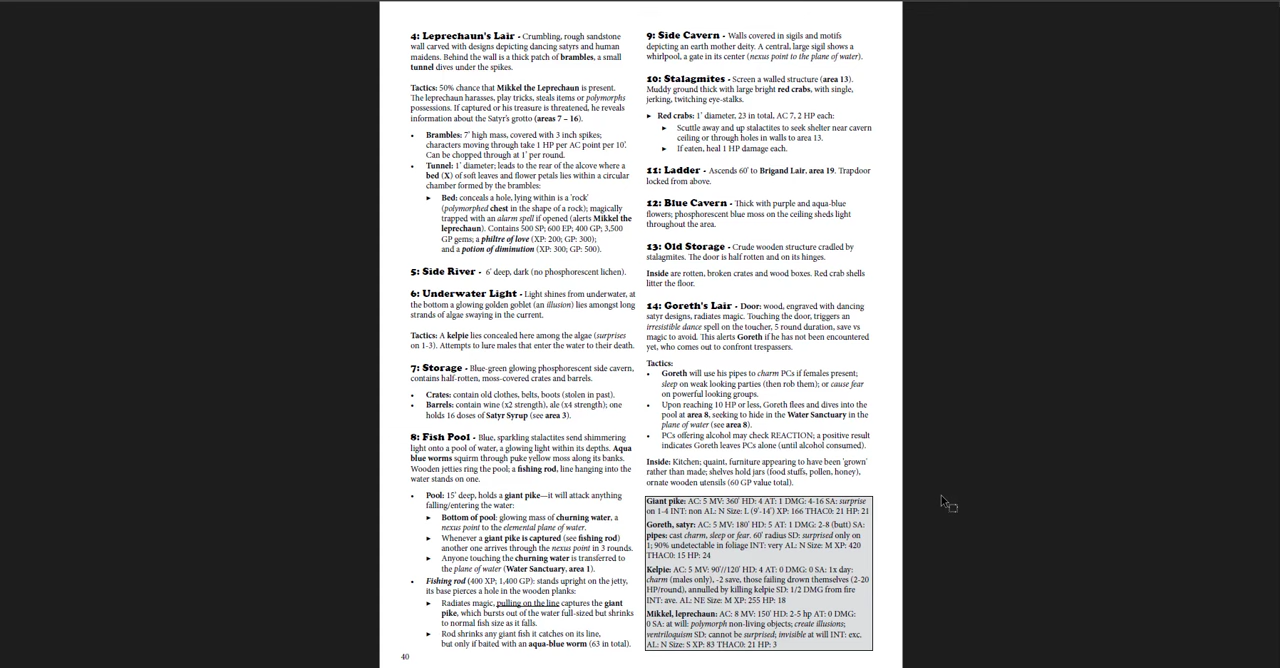 4: Leprechaun's Lair - Crumbling, rough sandstone
wall carved with designs depicting dancing satyrs and human
maidens. Behind the wall is a thick patch of brambles, a small
tunnel dives under the spikes.
Tactics: 50% chance that Mikkel the Leprechaun is present.
The leprechaun harasses, play tricks, steals items or polymorphs
possessions. If captured or his treasure is threatened, he reveals
information about the Satyr's grotto (areas 7 – 16).
• Brambles: 7' high mass, covered with 3 inch spikes;
characters moving through take 1 HP per AC point per 10'.
Can be chopped through at 1' per round.
• Tunnel: 1' diameter; leads to the rear of the alcove where a
bed (X) of soft leaves and flower petals lies within a circular
chamber formed by the brambles:
► Bed: conceals a hole, lying within is a 'rock'
(polymorphed chest in the shape of a rock); magically
trapped with an alarm spell if opened (alerts Mikkel the
leprechaun). Contains 500 SP; 600 EP; 400 GP; 3,500
GP gems; a philtre of love (XP: 200; GP: 300);
and a potion of diminution (XP: 300; GP: 500).
5: Side River - 6' deep, dark (no phosphorescent lichen).
6: Underwater Light - Light shines from underwater, at
the bottom a glowing golden goblet (an illusion) lies amongst long
strands of algae swaying in the current.
Tactics: A kelpie lies concealed here among the algae (surprises
on 1-3). Attempts to lure males that enter the water to their death.
7: Storage - Blue-green glowing phosphorescent side cavern,
contains half-rotten, moss-covered crates and barrels.
• Crates: contain old clothes, belts, boots (stolen in past).
• Barrels: contain wine (x2 strength), ale (x4 strength); one
holds 16 doses of Satyr Syrup (see area 3).
8: Fish Pool - Blue, sparkling stalactites send shimmering
light onto a pool of water, a glowing light within its depths. Aqua
blue worms squirm through puke yellow moss along its banks.
Wooden jetties ring the pool; a fishing rod, line hanging into the
water stands on one.
• Pool: 15' deep, holds a giant pike—it will attack anything
falling/entering the water:
► Bottom of pool: glowing mass of churning water, a
nexus point to the elemental plane of water.
► Whenever a giant pike is captured (see fishing rod)
another one arrives through the nexus point in 3 rounds.
► Anyone touching the churning water is transferred to
the plane of water (Water Sanctuary, area 1).
• Fishing rod (400 XP; 1,400 GP): stands upright on the jetty,
its base pierces a hole in the wooden planks:
► Radiates magic, pulling on the line captures the giant
pike, which bursts out of the water full-sized but shrinks
to normal fish size as it falls.
► Rod shrinks any giant fish it catches on its line,
but only if baited with an aqua-blue worm (63 in total).
40
9: Side Cavern - Walls covered in sigils and motifs
depicting an earth mother deity. A central, large sigil shows a
whirlpool, a gate in its center (nexus point to the plane of water).
10: Stalagmites - Screen a walled structure (area 13).
Muddy ground thick with large bright red crabs, with single,
jerking, twitching eye-stalks.
► Red crabs: 1' diameter, 23 in total, AC 7, 2 HP each:
► Scuttle away and up stalactites to seek shelter near cavern
ceiling or through holes in walls to area 13.
► If eaten, heal 1 HP damage each.
11: Ladder - Ascends 60' to Brigand Lair, area 19. Trapdoor
locked from above.
12: Blue Cavern - Thick with purple and aqua-blue
flowers; phosphorescent blue moss on the ceiling sheds light
throughout the area.
13: Old Storage - Crude wooden structure cradled by
stalagmites. The door is half rotten and on its hinges.
Inside are rotten, broken crates and wood boxes. Red crab shells
litter the floor.
14: Goreth's Lair - Door: wood, engraved with dancing
satyr designs, radiates magic. Touching the door, triggers an
irresistible dance spell on the toucher, 5 round duration, save vs
magic to avoid. This alerts Goreth if he has not been encountered
yet, who comes out to confront trespassers.
Tactics:
• Goreth will use his pipes to charm PCs if females present;
sleep on weak looking parties (then rob them); or cause fear
on powerful looking groups.
• Upon reaching 10 HP or less, Goreth flees and dives into the
pool at area 8, seeking to hide in the Water Sanctuary in the
plane of water (see area 8).
• PCs offering alcohol may check REACTION; a positive result
indicates Goreth leaves PCs alone (until alcohol consumed).
Inside: Kitchen; quaint, furniture appearing to have been 'grown'
rather than made; shelves hold jars (food stuffs, pollen, honey),
ornate wooden utensils (60 GP value total).
Giant pike: AC: 5 MV: 360' HD: 4 AT: 1 DMG: 4-16 SA: surprise
on 1-4 INT: non AL: N Size: L (9'-14') XP: 166 THAC0: 21 HP: 21
Goreth, satyr: AC: 5 MV: 180' HD: 5 AT: 1 DMG: 2-8 (butt) SA:
pipes: cast charm, sleep or fear. 60' radius SD: surprised only on
1; 90% undetectable in foliage INT: very AL: N Size: M XP: 420
THAC0: 15 HP: 24
Kelpie: AC: 5 MV: 90'//120' HD: 4 AT: 0 DMG: 0 SA: 1x day:
charm (males only), -2 save, those failing drown themselves (2-20
HP/round), annulled by killing kelpie SD: 1/2 DMG from fire
INT: ave. AL: NE Size: M XP: 255 HP: 18
Mikkel, leprechaun: AC: 8 MV: 150' HD: 2-5 hp AT: 0 DMG:
0 SA: at will: polymorph non-living objects; create illusions;
ventriloquism SD: cannot be surprised; invisible at will INT: exc.
AL: N Size: S XP: 83 THAC0: 21 HP: 3